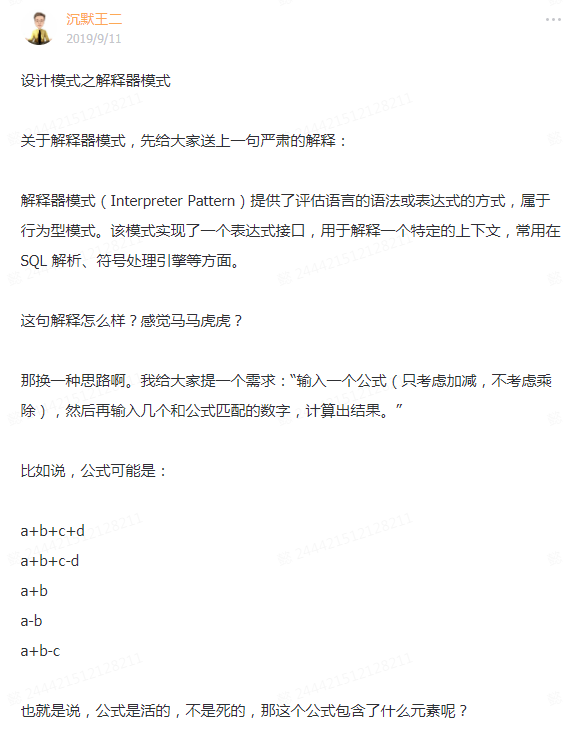 沉默王二
2019/9/11
设计模式之解释器模式
关于解释器模式，先给大家送上一句严肃的解释：
解释器模式（Interpreter Pattern）提供了评估语言的语法或表达式的方式，属于
行为型模式。该模式实现了一个表达式接口，用于解释一个特定的上下文，常用在
SQL 解析、符号处理引擎等方面。
这句解释怎么样？感觉马马虎虎？
那换一种思路啊。我给大家提一个需求：“输入一个公式（只考虑加减，不考虑乘
除），然后再输入几个和公式匹配的数字，计算出结果。”
比如说，公式可能是：
a+b+c+d
a+b+c-d
a+b
a-b
a+b-c
也就是说，公式是活的，不是死的，那这个公式包含了什么元素呢？